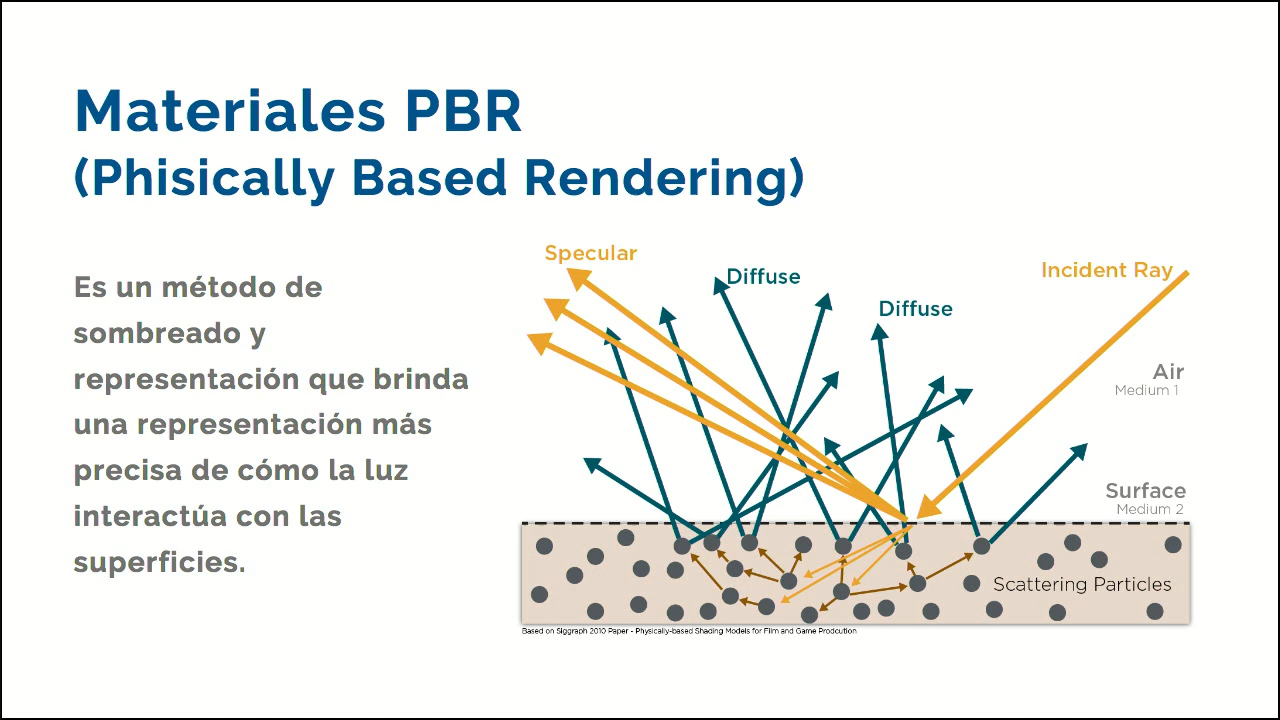 Materiales PBR
(Phisically Based Rendering)
Es un método de
sombreado y
representación que brinda
una representación más
precisa de cómo la luz
interactúa con las
superficies.
Specular
Diffuse
Diffuse
Incident Ray
Air
Medium 1
Surface
Medium 2
Scattering Particles
Based on Siggraph 2010 Paper - Physically-based Shading Models for Film and Game Prodcution